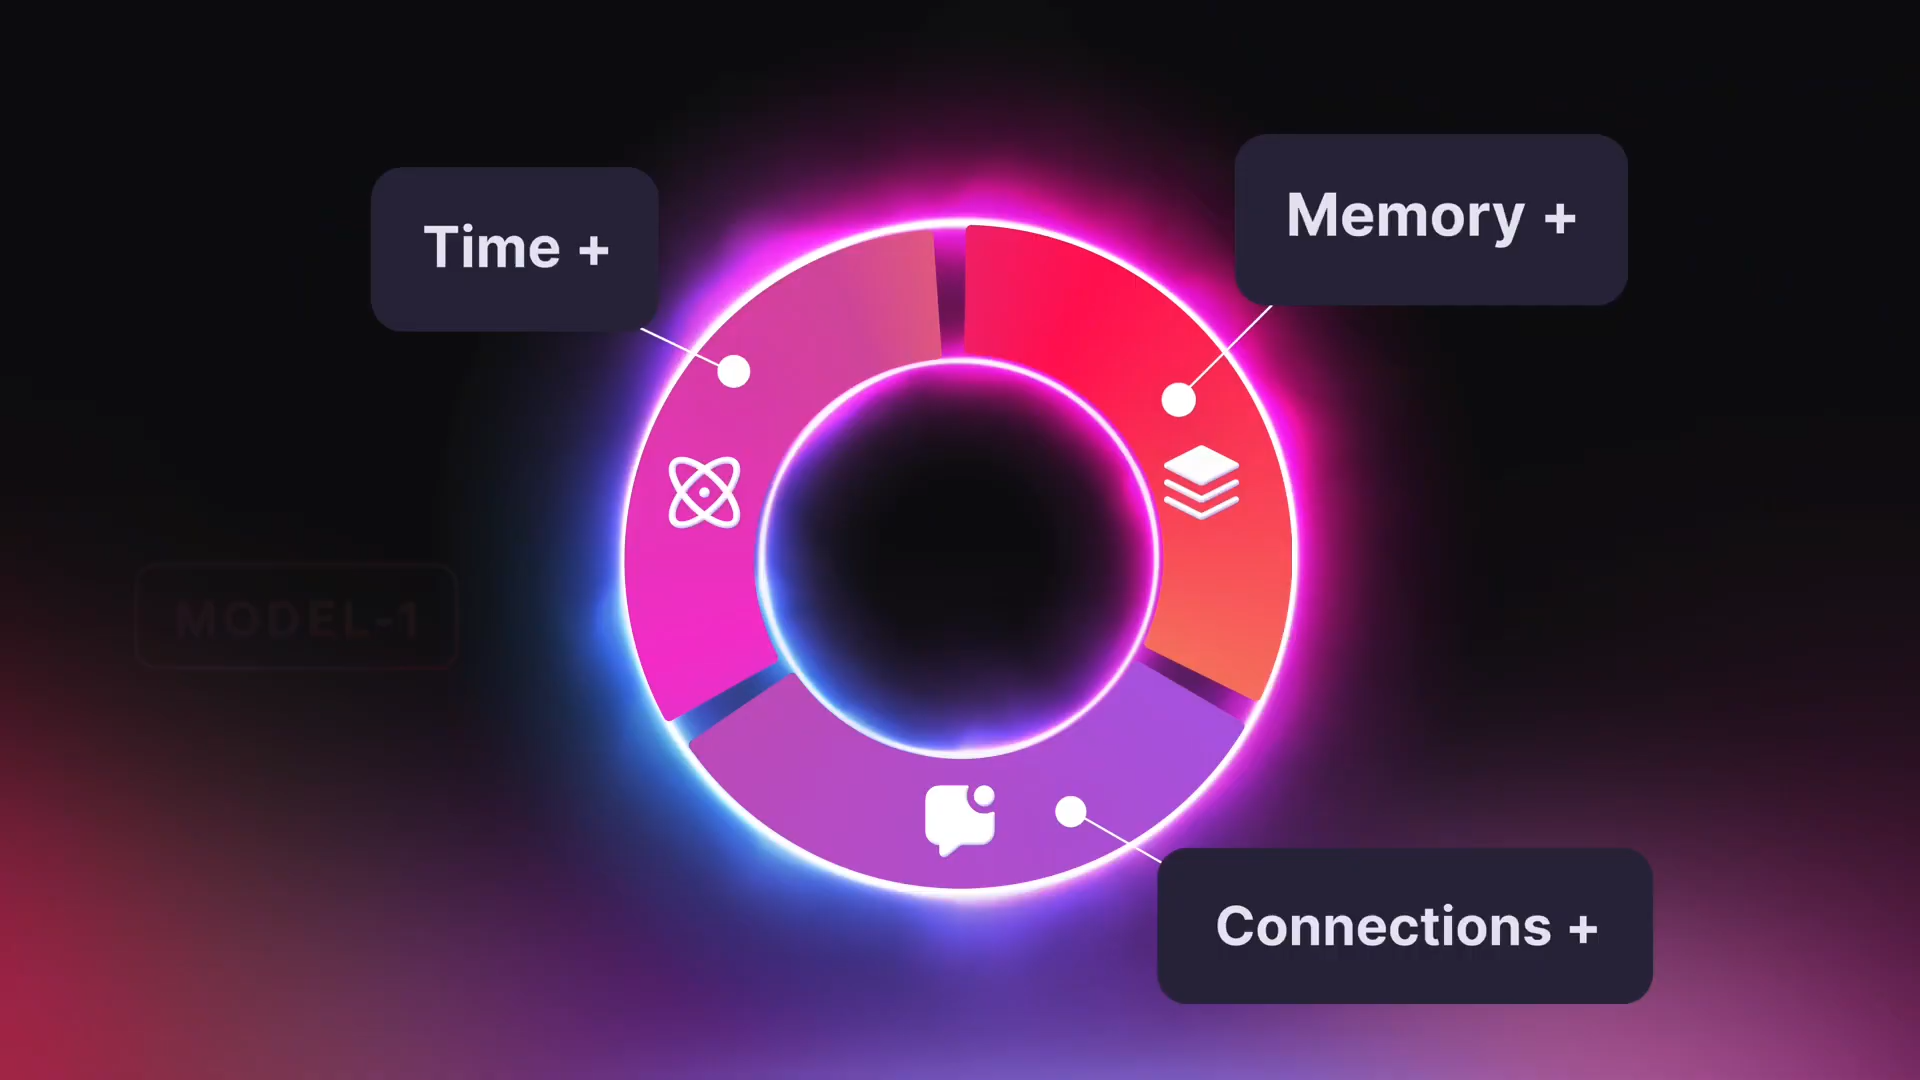 Time +
Memory +
MODEL-1
Connections +